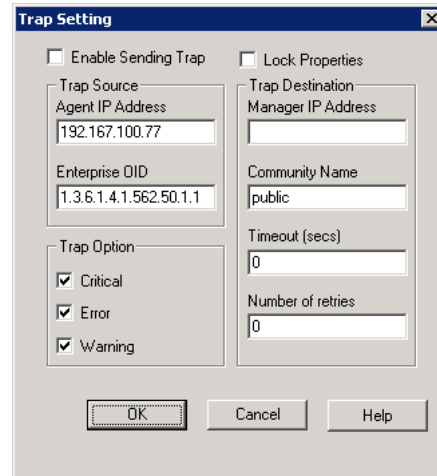 Trap Setting
Enable Sending Trap
Lock Properties
Trap Source
Agent IP Address
192.167.100.77
Enterprise OID
1.3.6.1.4.1.562.50.1.1
Trap Option
Critical
Error
Warning
Trap Destination
Manager IP Address
Community Name
public
Timeout (secs)
0
Number of retries
0
OK
Cancel
Help